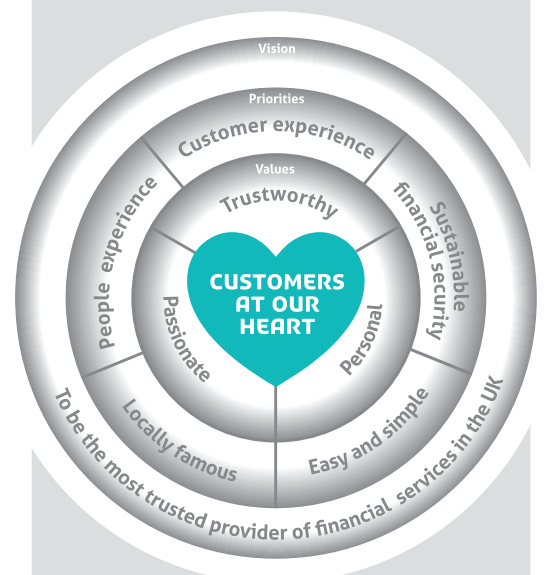 Vision
Priorities
Customer experience
Values
Trustworthy
People experience
Sustainable
financial security
CUSTOMERS
AT OUR
HEART
Passionate
Personal
Locally famous
Easy and simple
To be the most trusted provider of financial services in the UK